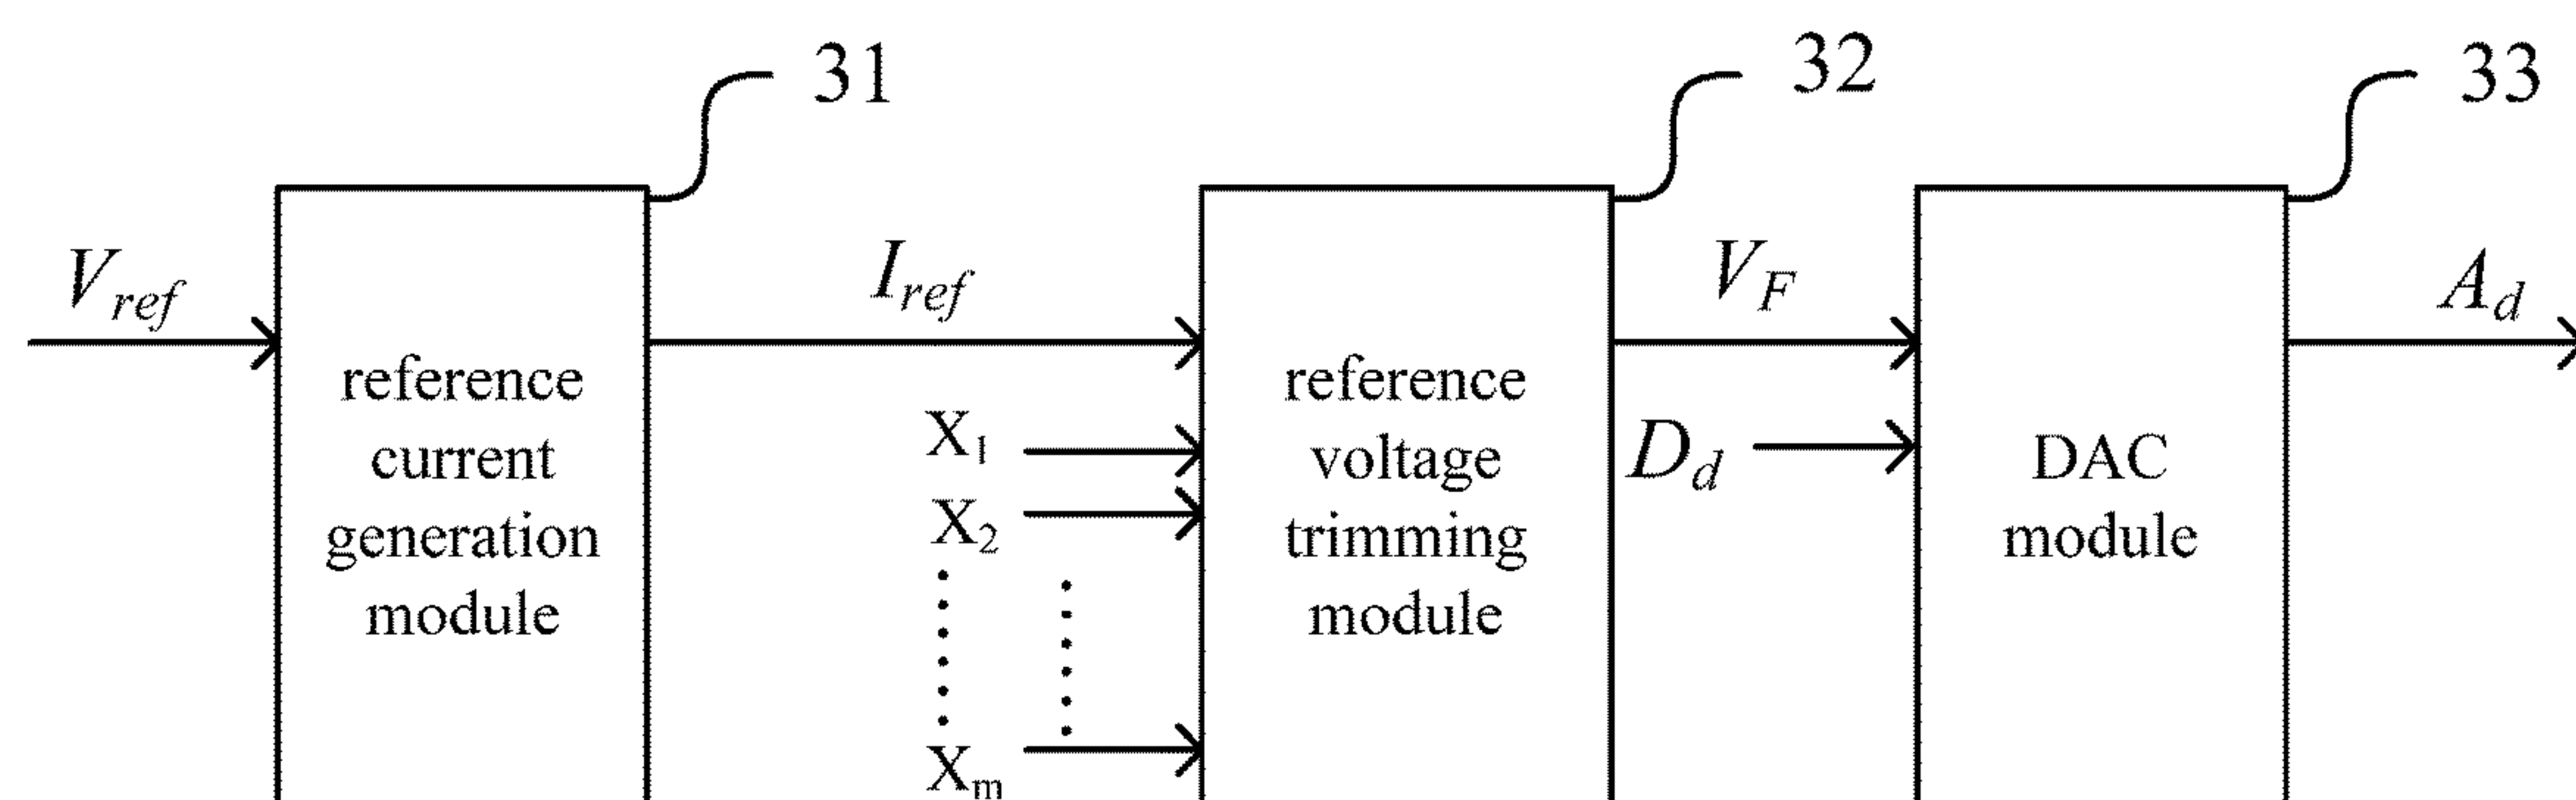 31
32
33
V_ref
I_ref
V_F
A_d
reference
current
generation
module
X_1
X_2
X_m
reference
voltage
trimming
module
D_d
DAC
module